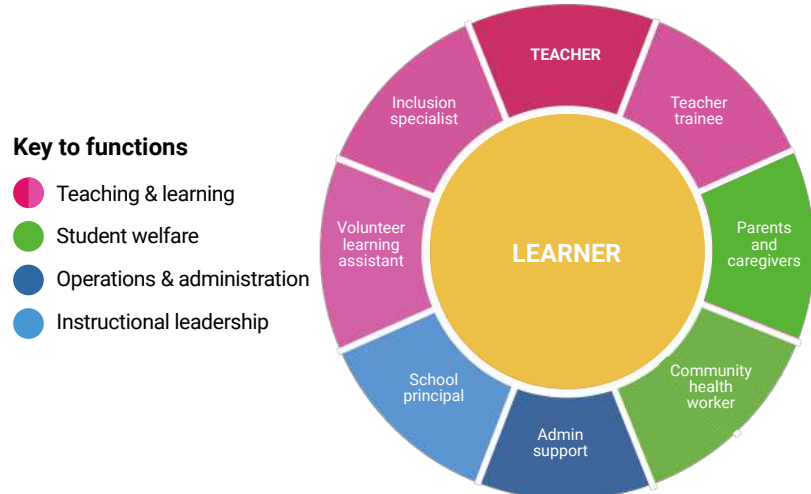 Key to functions
Teaching & learning
Student welfare
Operations & administration
Instructional leadership
TEACHER
Teacher
trainee
Parents
and
caregivers
Community
health
worker
Admin
support
School
principal
Volunteer
learning
assistant
Inclusion
specialist
LEARNER